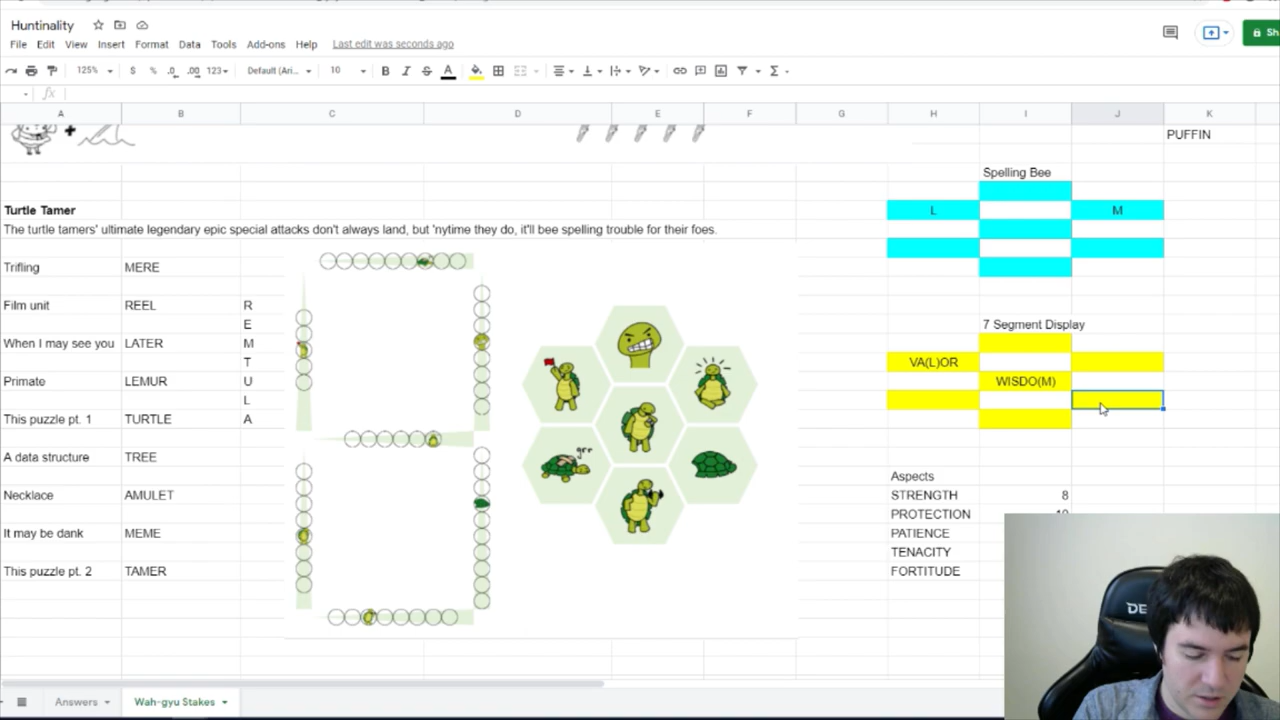 Huntinality
File Edit View Insert Format Data Tools Add-ons Help Last edit was seconds ago
125% $ % .0 .00 123 Default (Ari... 10 B I S A
fx
A B C D E F G H I J K
PUFFIN
Spelling Bee
Turtle Tamer
L M
The turtle tamers' ultimate legendary epic special attacks don't always land, but 'nytime they do, it'll bee spelling trouble for their foes.
Trifling MERE
Film unit REEL R
E
7 Segment Display
When I may see you LATER M
T
VA(L)OR
Primate LEMUR U
WISDO(M)
L
This puzzle pt. 1 TURTLE A
A data structure TREE
grr
Aspects
Necklace AMULET
STRENGTH 8
PROTECTION
It may be dank MEME
PATIENCE
TENACITY
This puzzle pt. 2 TAMER
FORTITUDE
DE
Answers Wah-gyu Stakes